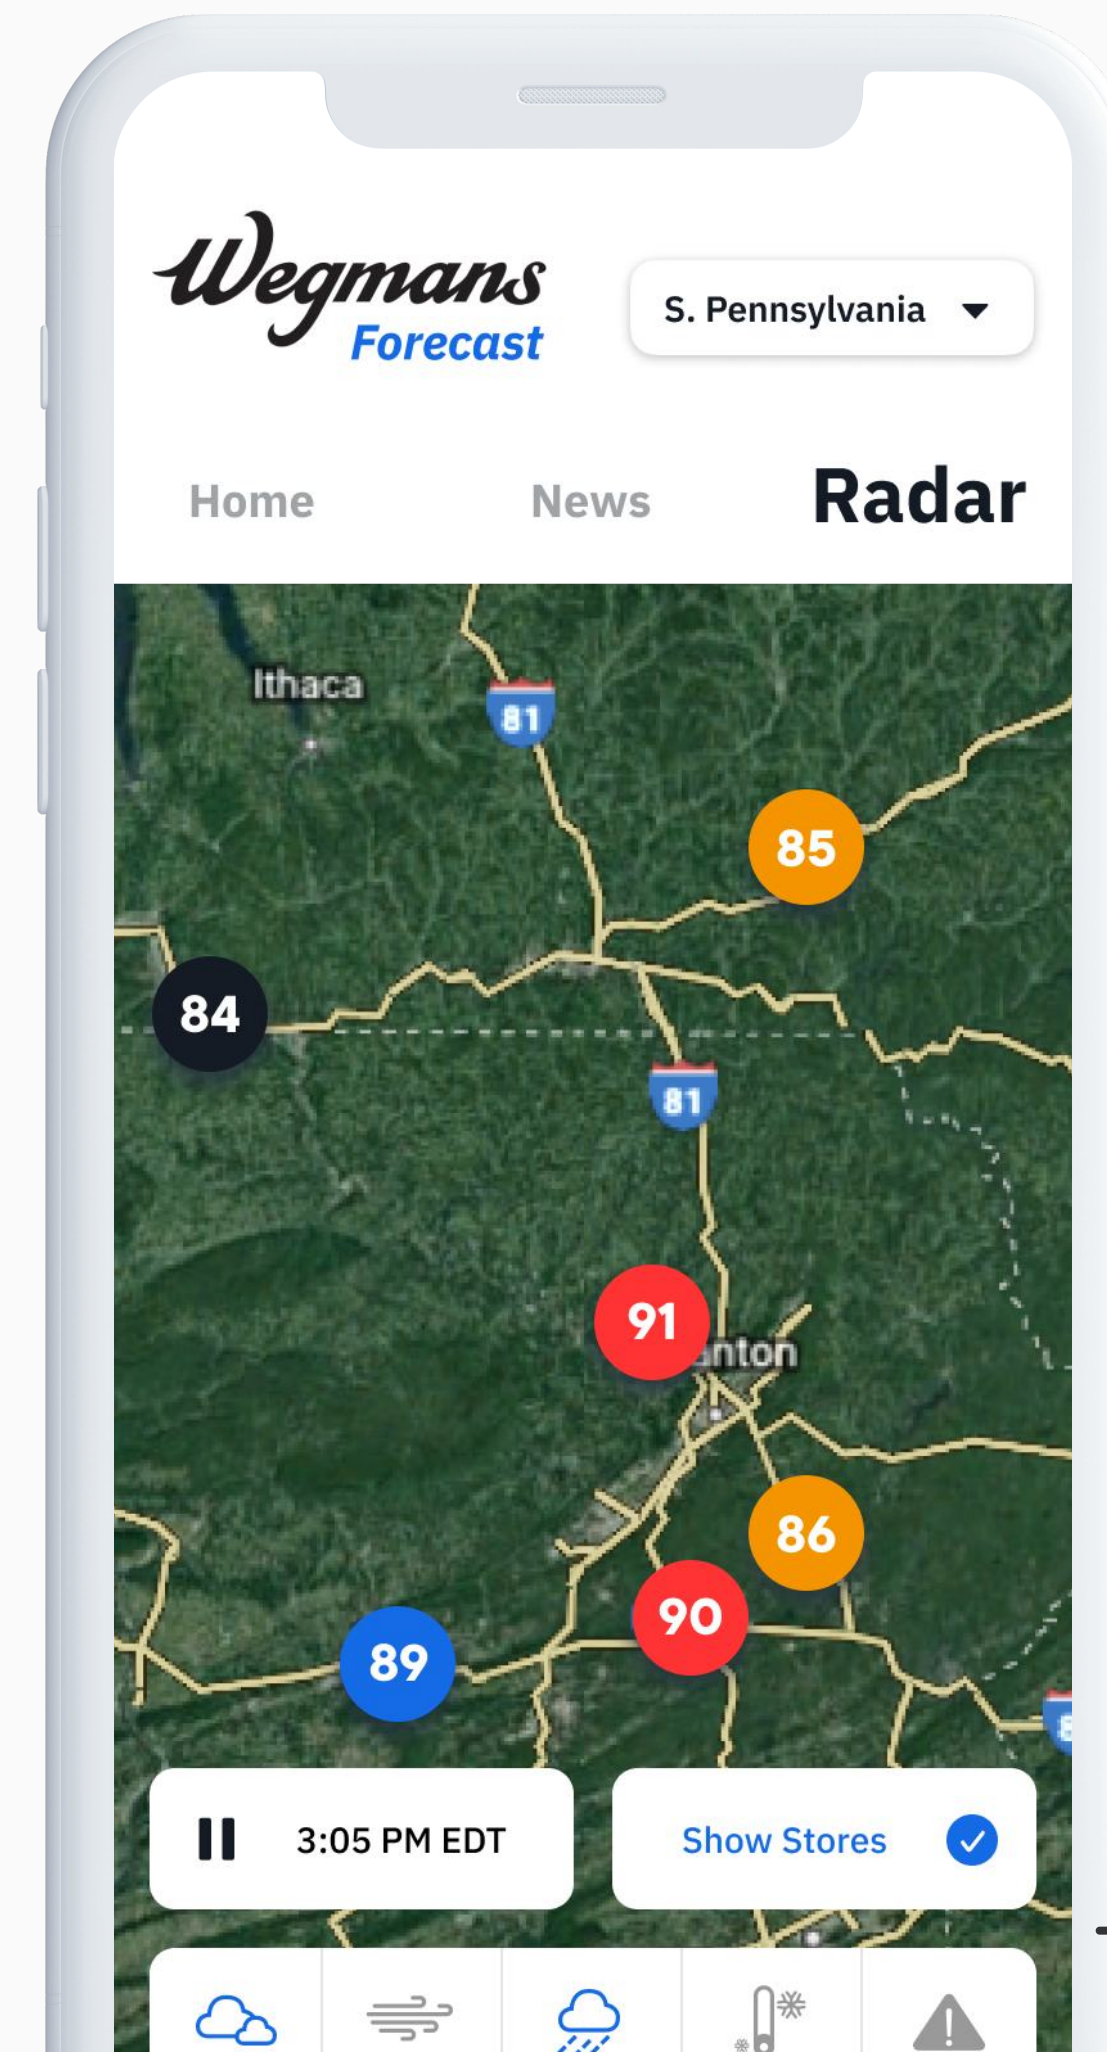 Wegmans
Forecast
S. Pennsylvania
Home
News
Radar
Ithaca
81
85
84
81
91
anton
86
90
89
3:05 PM EDT
Show Stores